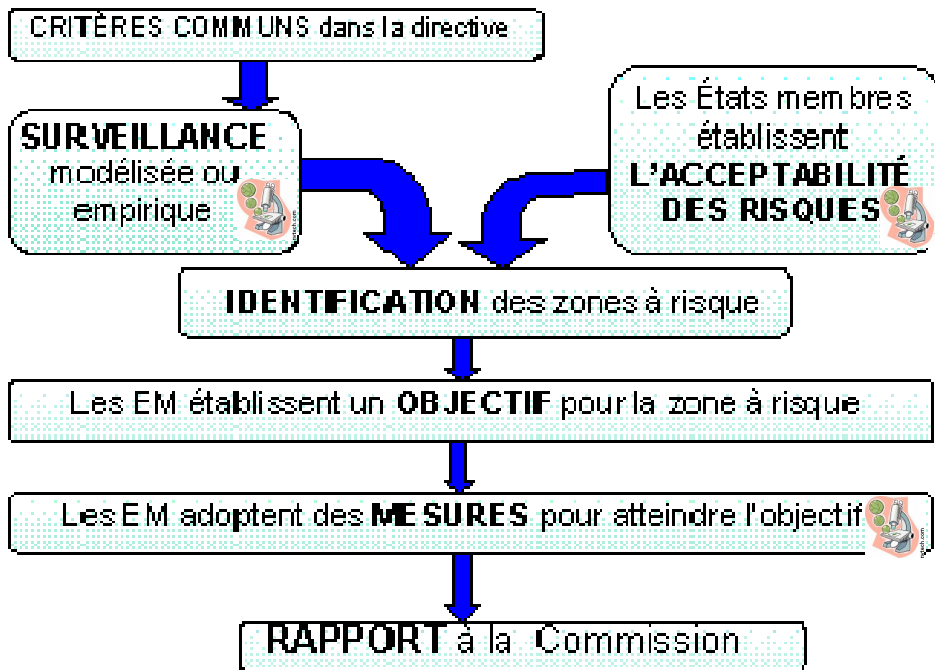 CRITÈRES COMMUNS dans la directive
SURVEILLANCE
modélisée ou
empirique
Les États membres
établissent
L'ACCEPTABILITÉ
DES RISQUES
IDENTIFICATION des zones à risque
Les EM établissent un OBJECTIF pour la zone à risque
Les EM adoptent des MESURES pour atteindre l'objectif
RAPPORT à la Commission